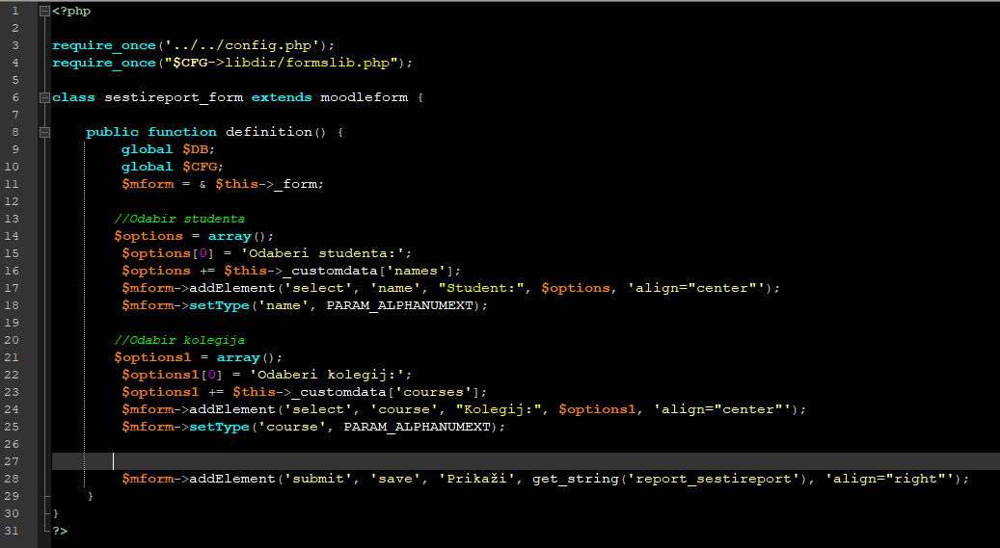 1 <?php
2
3 require_once('../../config.php');
4 require_once("$CFG->libdir/formslib.php");
5
6 class sestireport_form extends moodleform {
7
8 public function definition() {
9 global $DB;
10 global $CFG;
11 $mform = & $this->_form;
12
13 //Odabir studenta
14 $options = array();
15 $options[0] = 'Odaberi studenta:';
16 $options += $this->_customdata['names'];
17 $mform->addElement('select', 'name', "Student:", $options, 'align="center"');
18 $mform->setType('name', PARAM_ALPHANUMEXT);
19
20 //Odabir kolegija
21 $options1 = array();
22 $options1[0] = 'Odaberi kolegij:';
23 $options1 += $this->_customdata['courses'];
24 $mform->addElement('select', 'course', "Kolegij:", $options1, 'align="center"');
25 $mform->setType('course', PARAM_ALPHANUMEXT);
26
27
28 $mform->addElement('submit', 'save', 'Prikaži', get_string('report_sestireport'), 'align="right"');
29 }
30 }
31 ?>